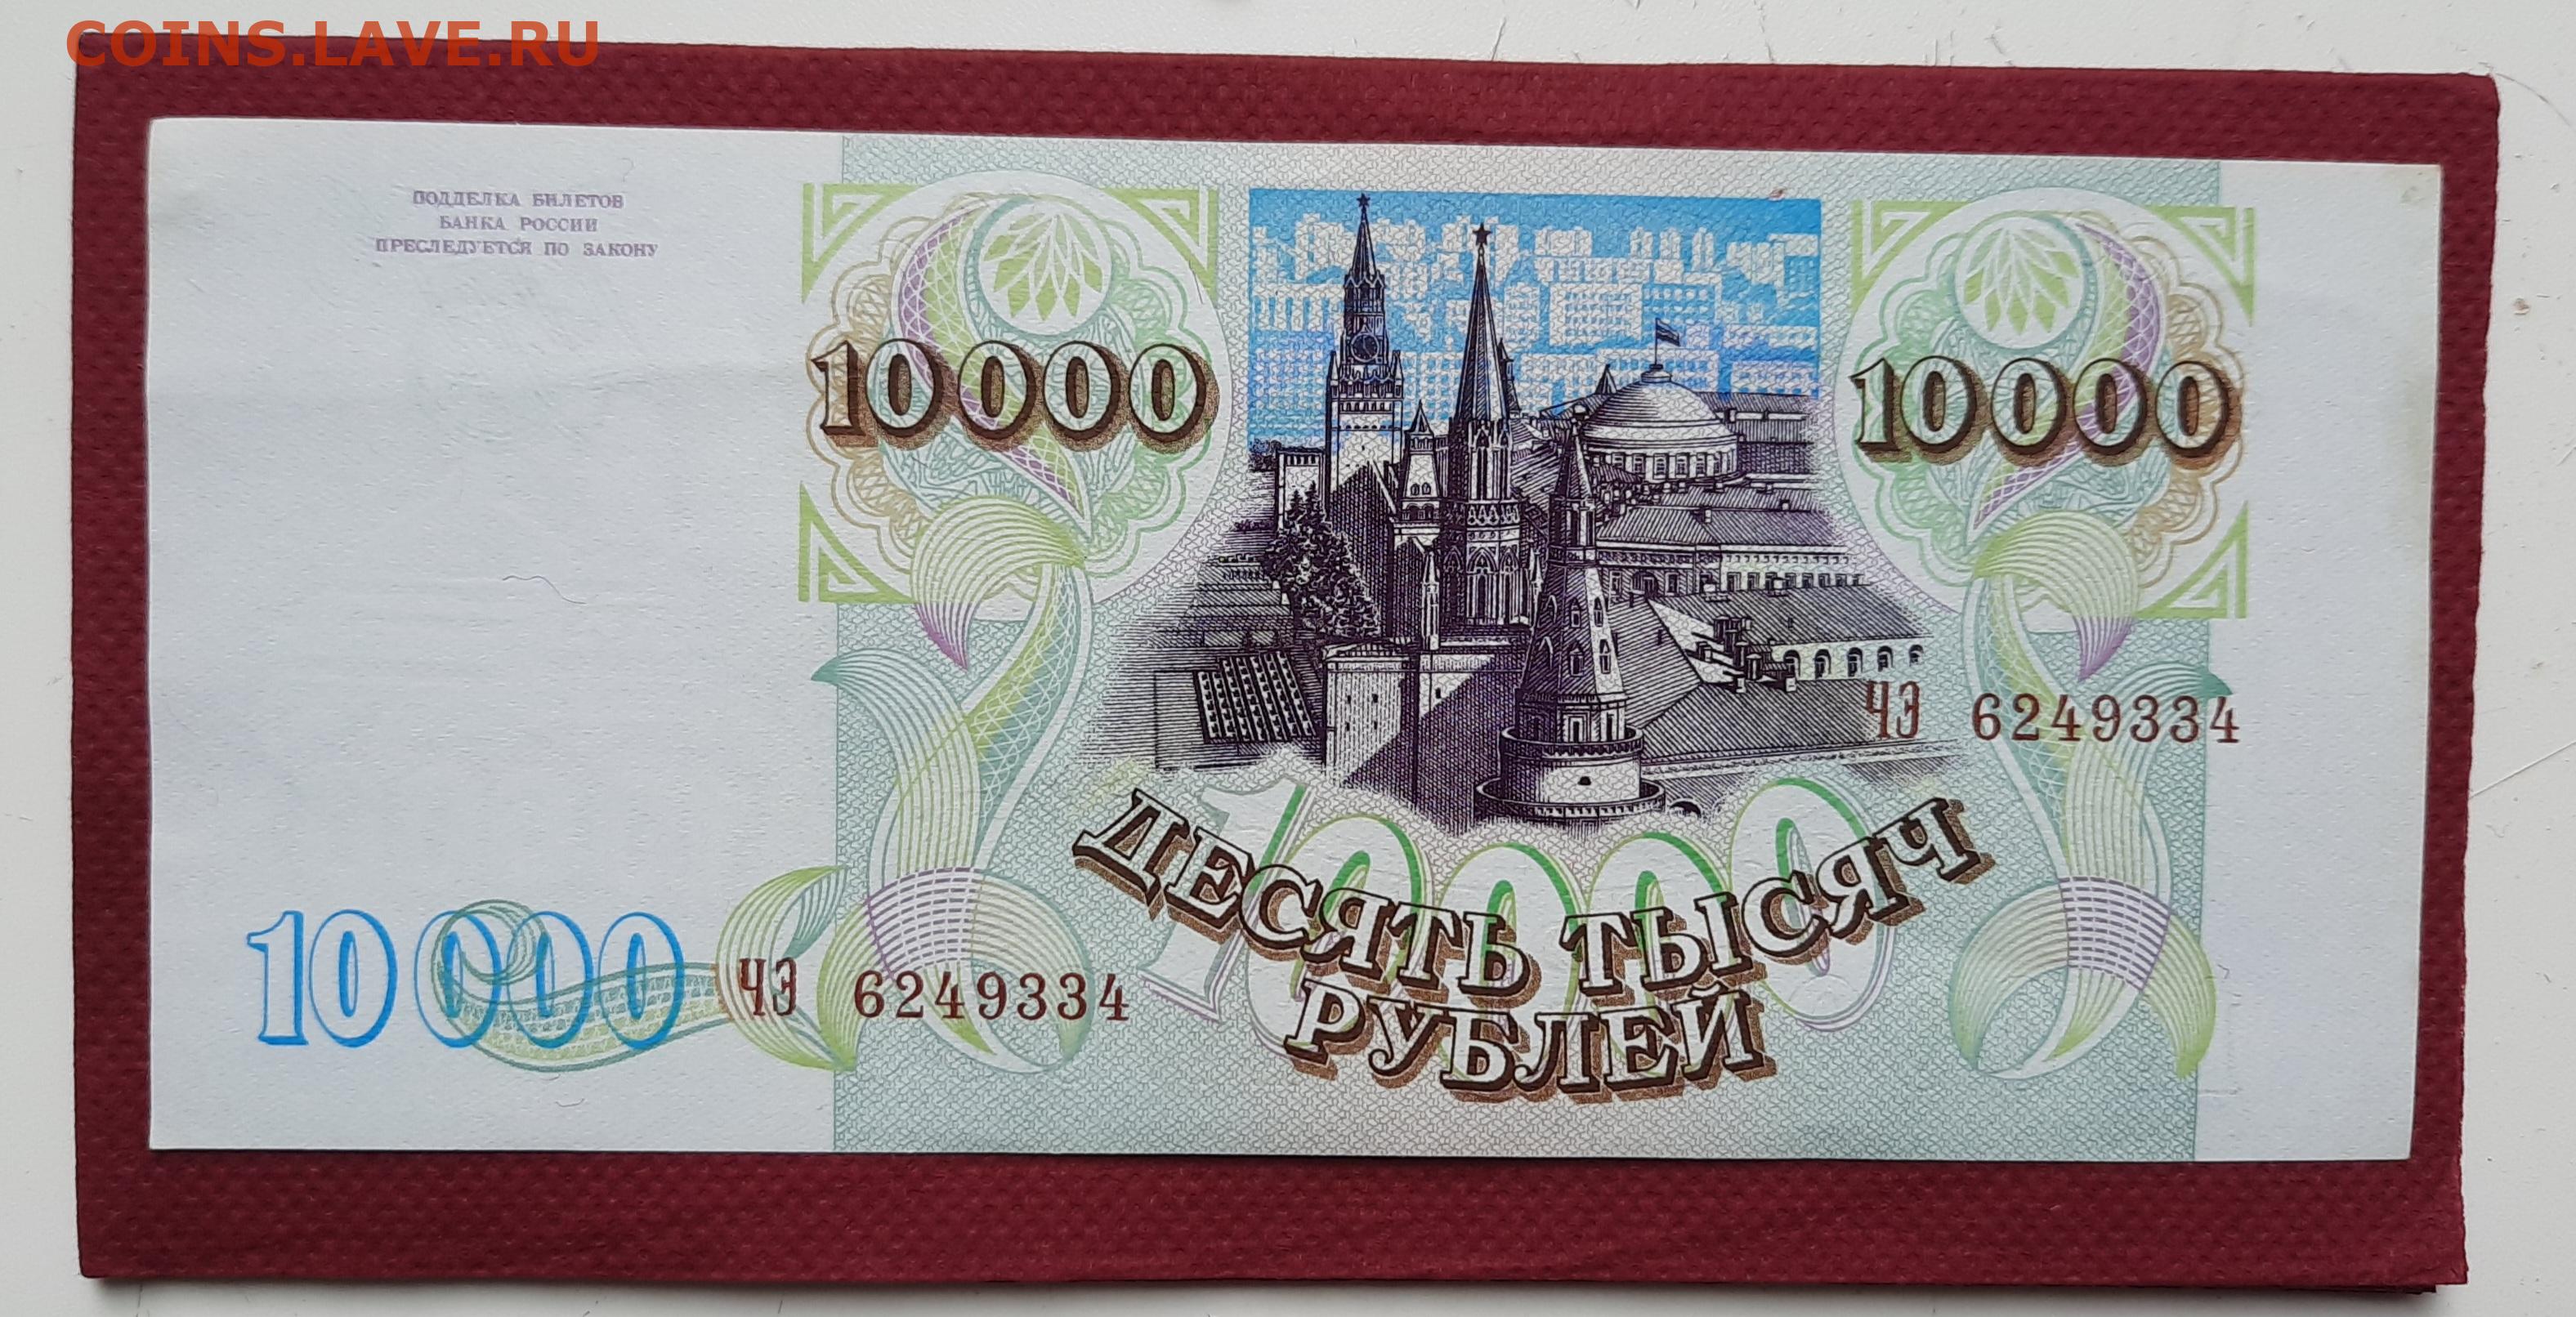 COINS.LAVE.RU
ПОДДЕЛКА БИЛЕТОВ
БАНКА РОССИИ
ПРЕСЛЕДУЕТСЯ ПО ЗАКОНУ
10000
10000
ЧЭ 6249334
10000
ДЕСЯТЬ ТЫСЯЧ
РУБЛЕЙ
10000
ЧЭ 6249334